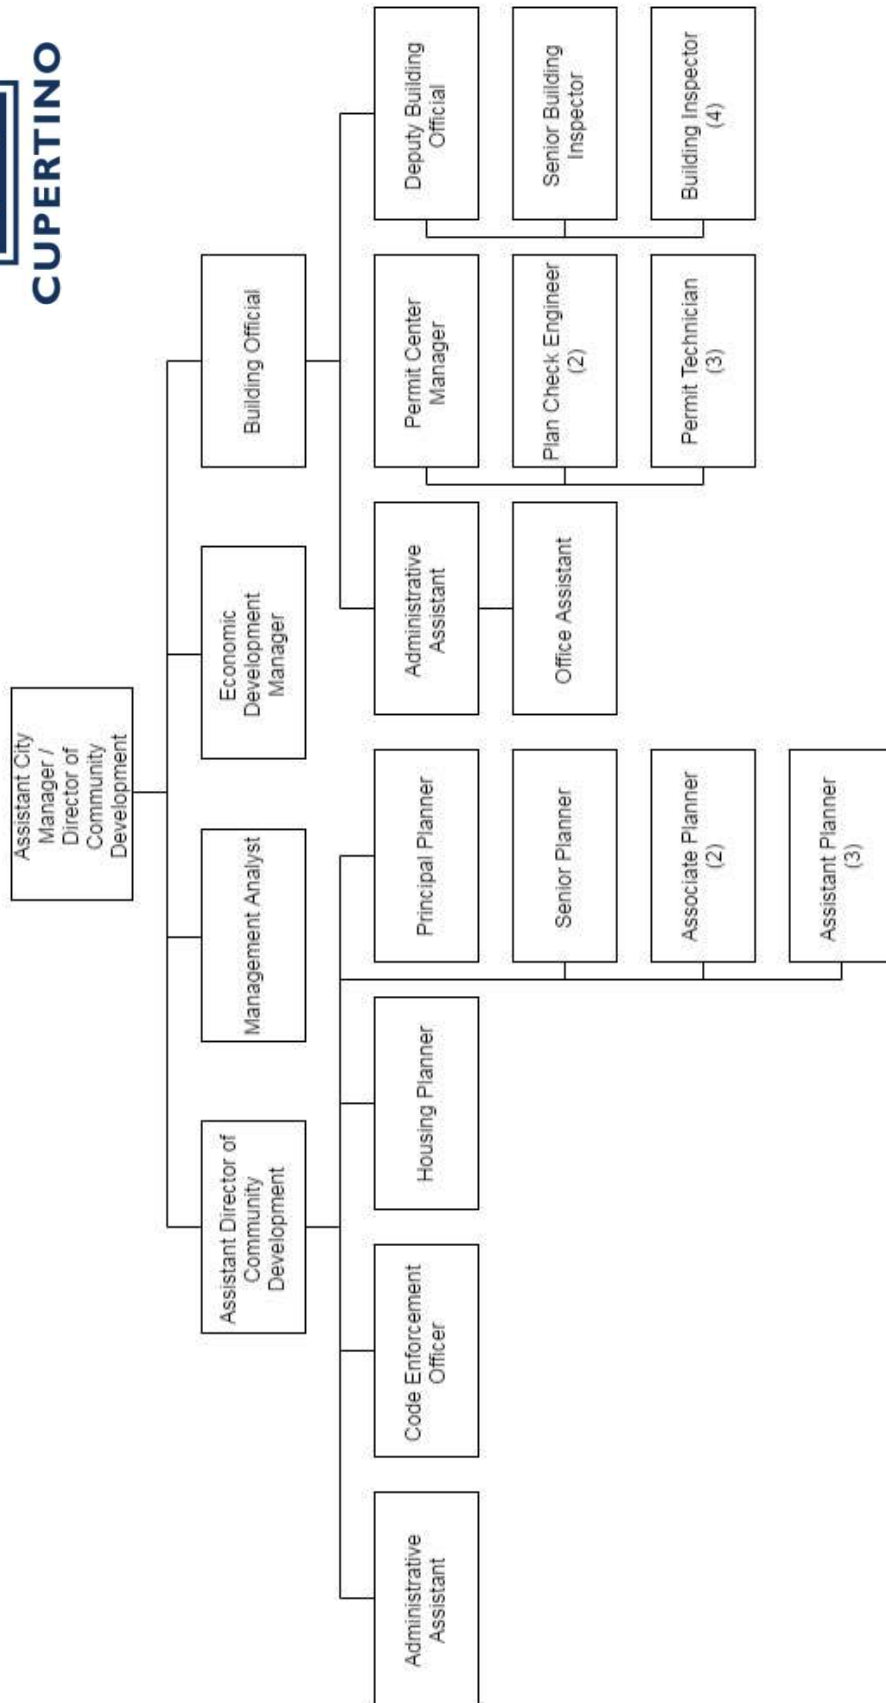 CUPERTINO
Assistant City
Manager /
Director of
Community
Development
Assistant Director of
Community
Development
Management Analyst
Economic
Development
Manager
Building Official
Administrative
Assistant
Code Enforcement
Officer
Housing Planner
Principal Planner
Administrative
Assistant
Permit Center
Manager
Deputy Building
Official
Senior Planner
Office Assistant
Plan Check Engineer
(2)
Senior Building
Inspector
Associate Planner
(2)
Permit Technician
(3)
Building Inspector
(4)
Assistant Planner
(3)